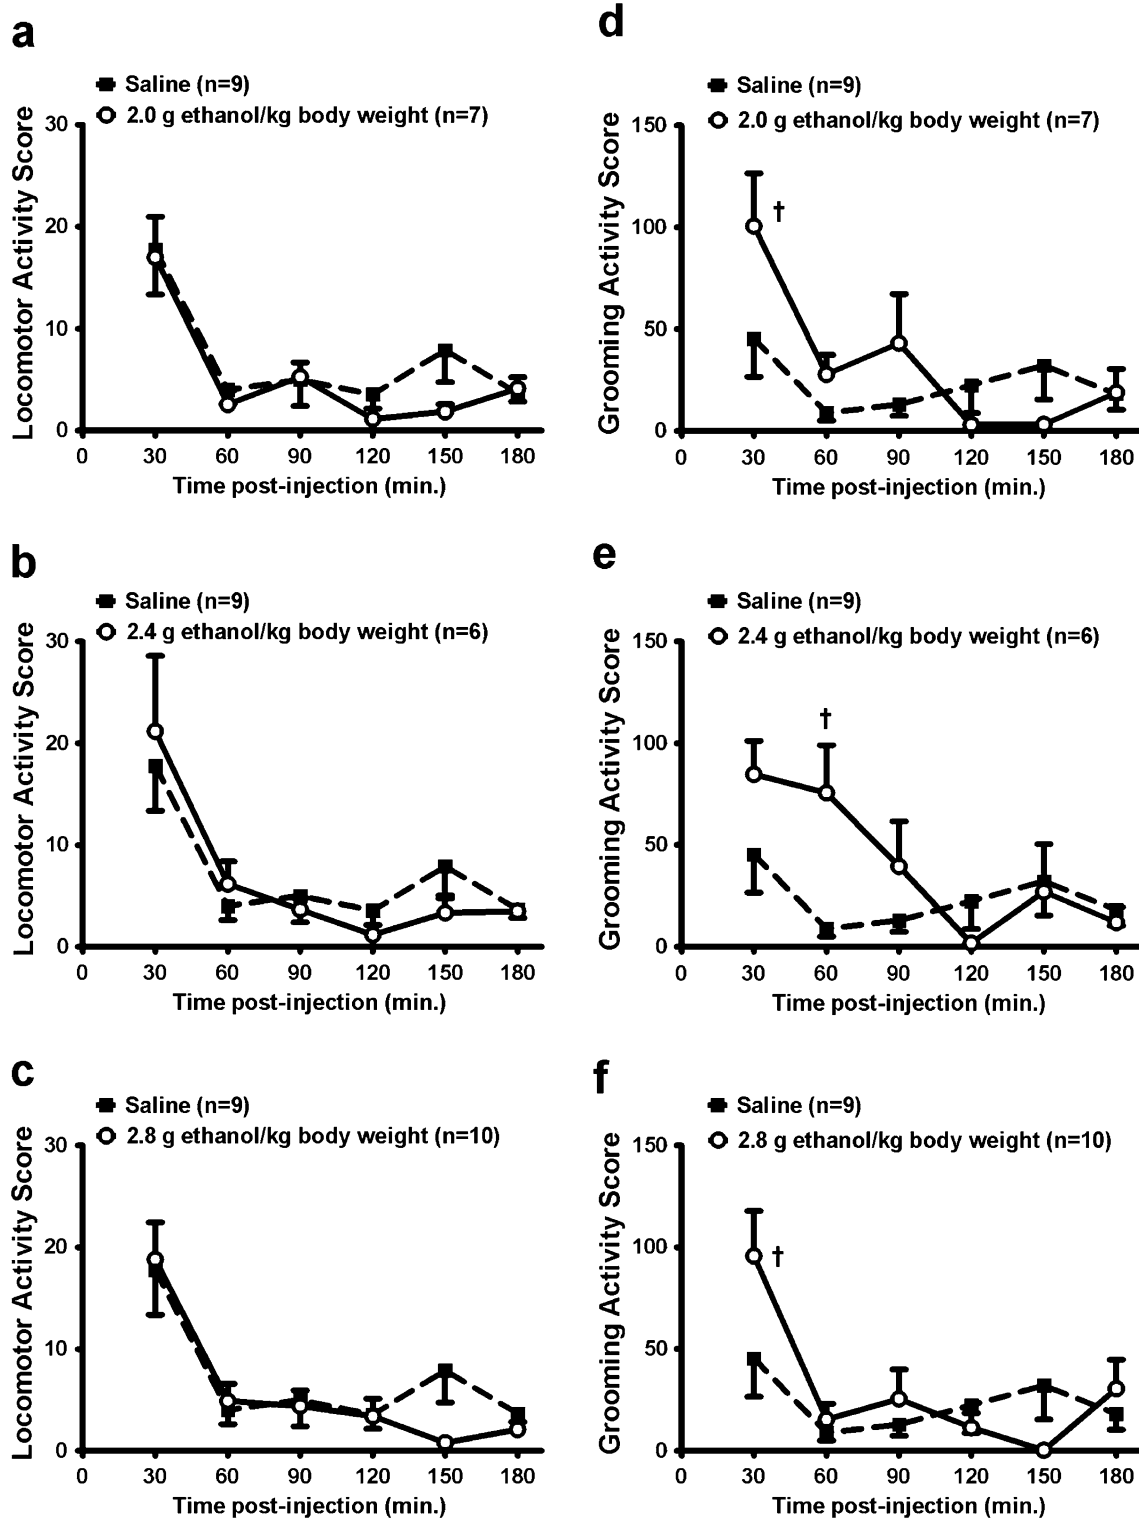 a
Saline (n=9)
2.0 g ethanol/kg body weight (n=7)
Locomotor Activity Score
30
20
10
0
0 30 60 90 120 150 180
Time post-injection (min.)
d
Saline (n=9)
2.0 g ethanol/kg body weight (n=7)
Grooming Activity Score
150
100
50
0
†
0 30 60 90 120 150 180
Time post-injection (min.)
b
Saline (n=9)
2.4 g ethanol/kg body weight (n=6)
Locomotor Activity Score
30
20
10
0
0 30 60 90 120 150 180
Time post-injection (min.)
e
Saline (n=9)
2.4 g ethanol/kg body weight (n=6)
Grooming Activity Score
150
100
50
0
†
0 30 60 90 120 150 180
Time post-injection (min.)
c
Saline (n=9)
2.8 g ethanol/kg body weight (n=10)
Locomotor Activity Score
30
20
10
0
0 30 60 90 120 150 180
Time post-injection (min.)
f
Saline (n=9)
2.8 g ethanol/kg body weight (n=10)
Grooming Activity Score
150
100
50
0
†
0 30 60 90 120 150 180
Time post-injection (min.)